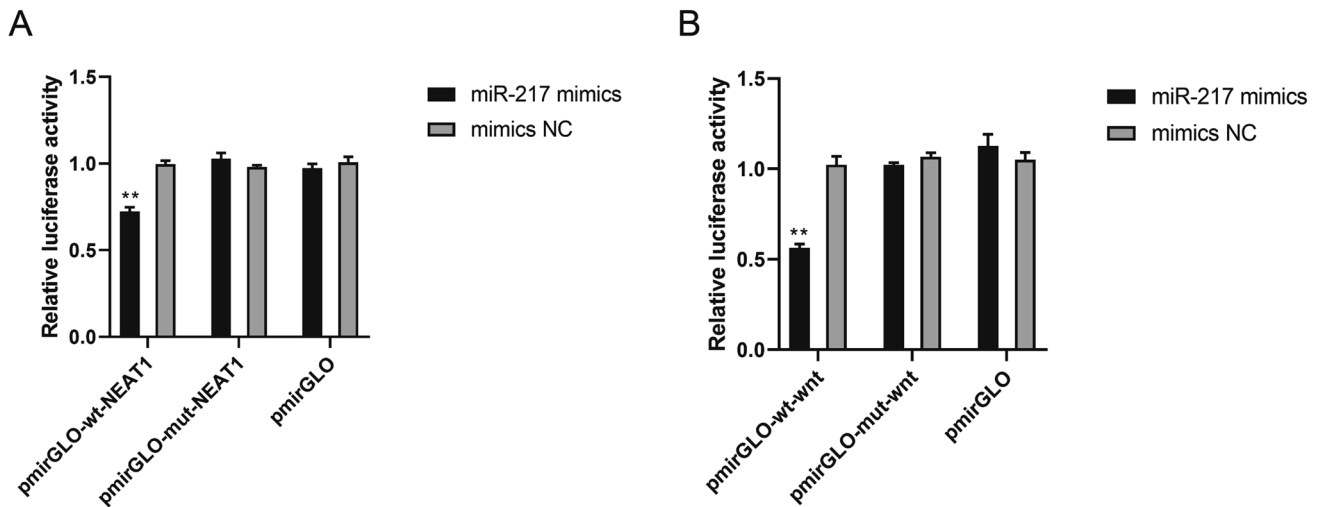 A
Relative luciferase activity
1.5
1.0
0.5
0.0
**
pmirGLO-wt-NEAT1
pmirGLO-mut-NEAT1
pmirGLO
miR-217 mimics
mimics NC
B
Relative luciferase activity
1.5
1.0
0.5
0.0
**
pmirGLO-wt-wnt
pmirGLO-mut-wnt
pmirGLO
miR-217 mimics
mimics NC